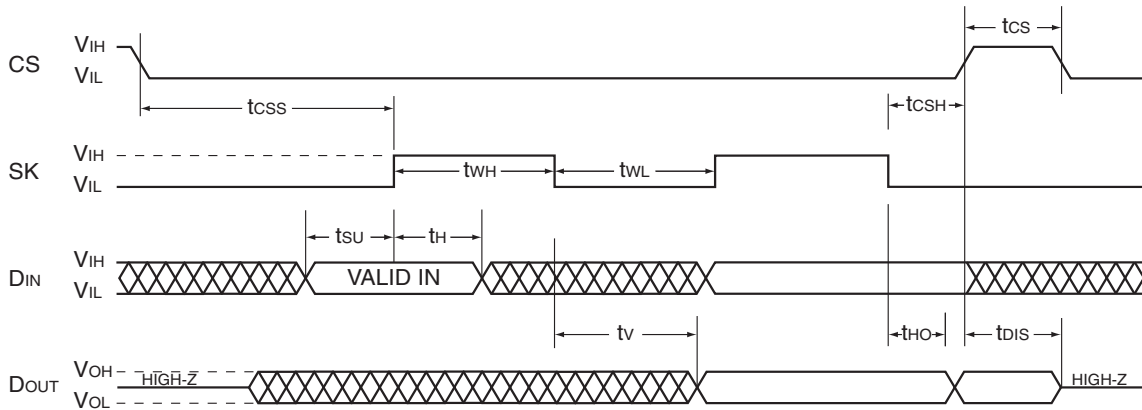 tCS
VIH
CS
VIL
tCSS
tCSH
VIH
SK
tWH
tWL
VIL
tSU
tH
VIH
DIN
VALID IN
VIL
tV
tHO
tDIS
VOH
DOUT
HIGH-Z
HIGH-Z
VOL